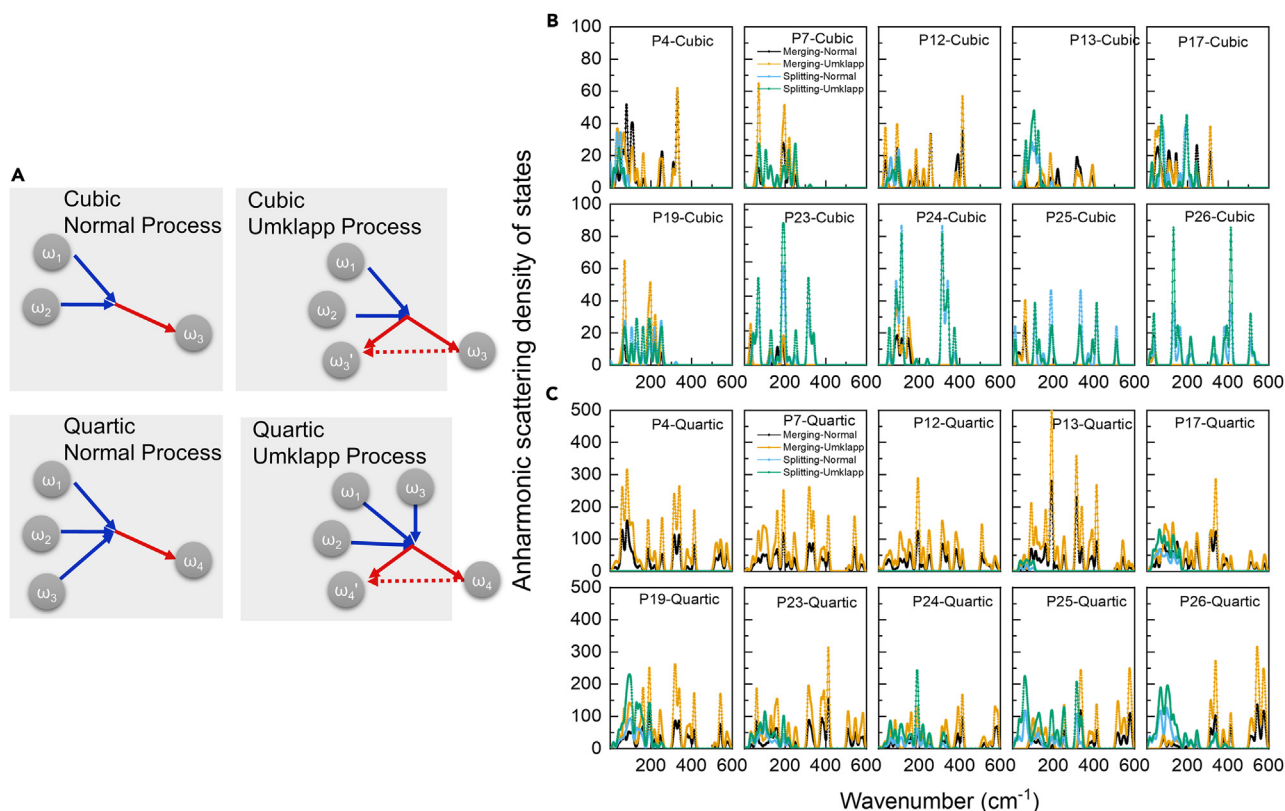 A
Cubic
Normal Process
ω1
ω2
ω3
Cubic
Umklapp Process
ω1
ω2
ω3'
ω3
Quartic
Normal Process
ω1
ω2
ω3
ω4
Quartic
Umklapp Process
ω1
ω3
ω2
ω4'
ω4
Anharmonic scattering density of states
B
100
80
60
40
20
0
P4-Cubic
P7-Cubic
Merging-Normal
Merging-Umklapp
Splitting-Normal
Splitting-Umklapp
P12-Cubic
P13-Cubic
P17-Cubic
100
80
60
40
20
0
P19-Cubic
P23-Cubic
P24-Cubic
P25-Cubic
P26-Cubic
200 400 600 200 400 600 200 400 600 200 400 600 200 400 600
C
500
400
300
200
100
0
P4-Quartic
P7-Quartic
Merging-Normal
Merging-Umklapp
Splitting-Normal
Splitting-Umklapp
P12-Quartic
P13-Quartic
P17-Quartic
500
400
300
200
100
0
P19-Quartic
P23-Quartic
P24-Quartic
P25-Quartic
P26-Quartic
200 400 600 200 400 600 200 400 600 200 400 600 200 400 600
Wavenumber (cm-1)